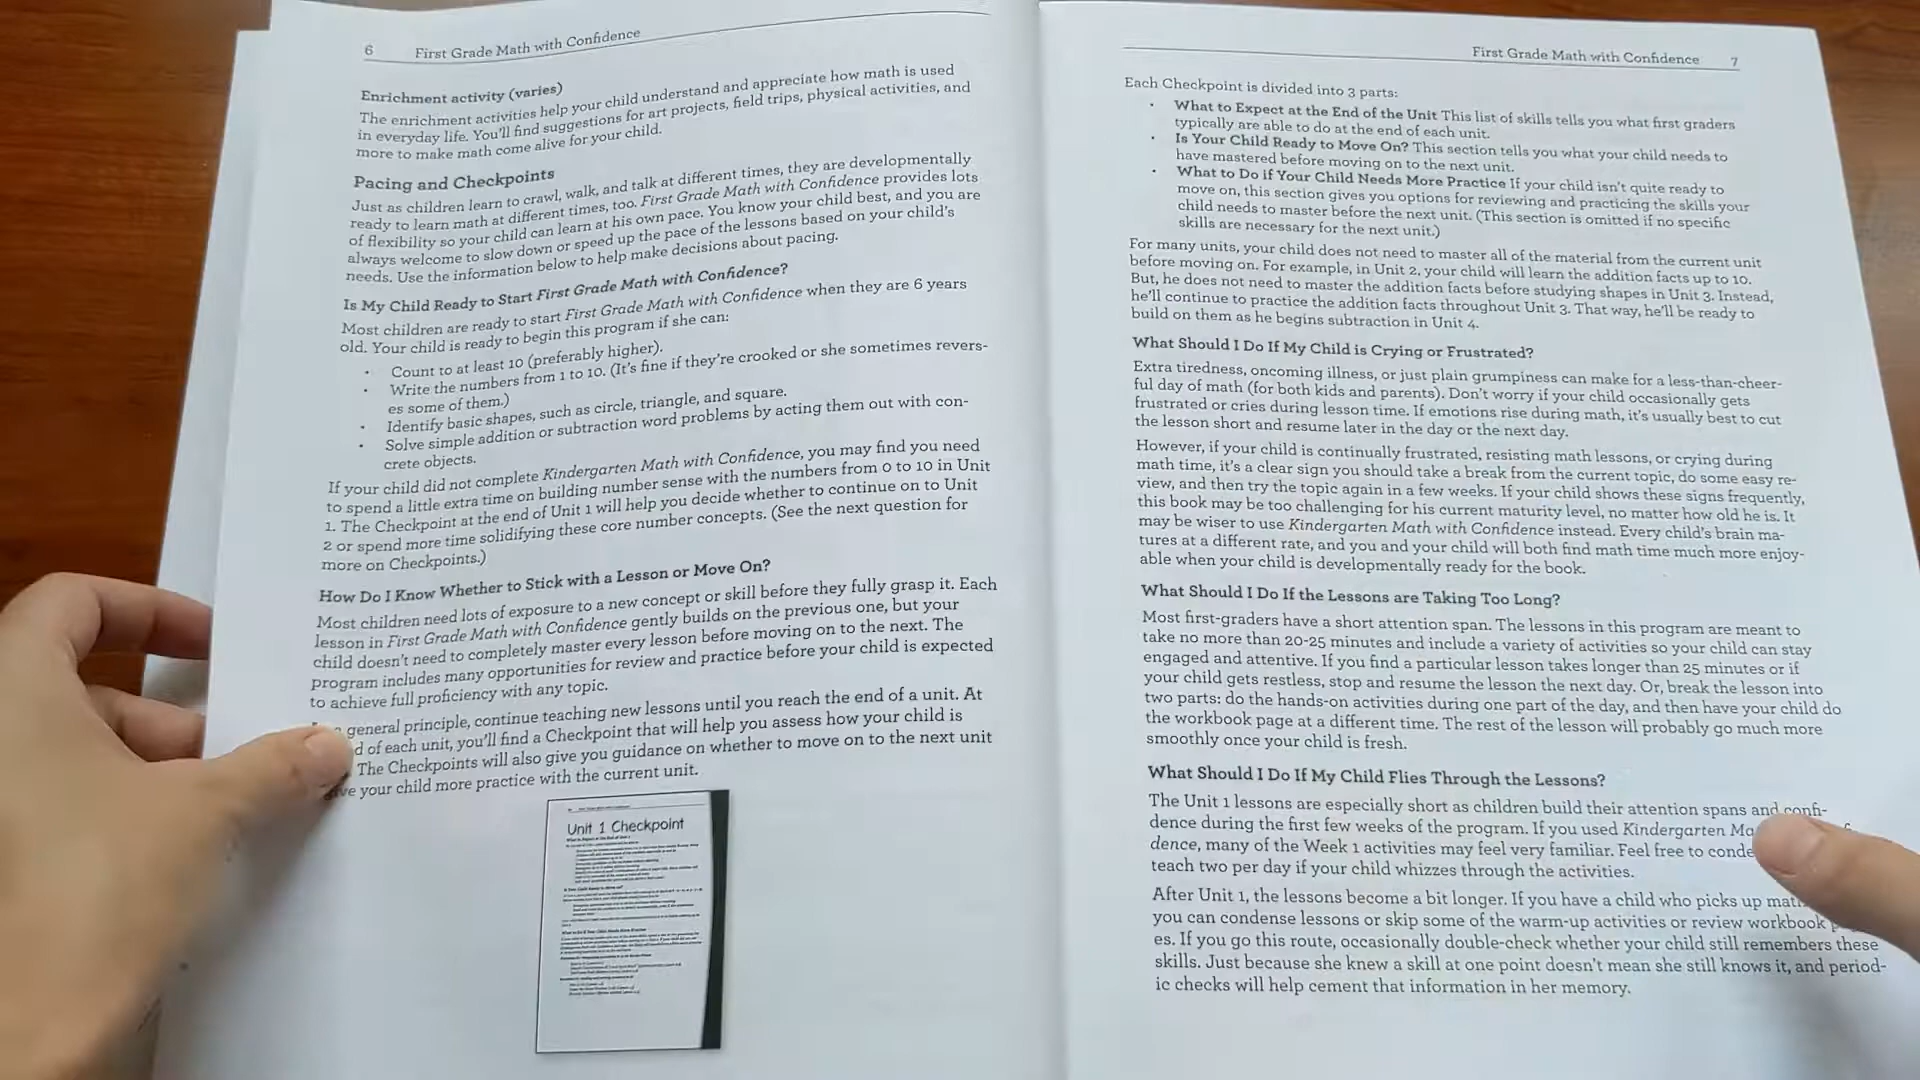 6 First Grade Math with Confidence
Enrichment activity (varies)
The enrichment activities help your child understand and appreciate how math is used
in everyday life. You'll find suggestions for art projects, field trips, physical activities, and
more to make math come alive for your child.
Pacing and Checkpoints
Just as children learn to crawl, walk, and talk at different times, they are developmentally
ready to learn math at different times, too. First Grade Math with Confidence provides lots
of flexibility so your child can learn at his own pace. You know your child best, and you are
always welcome to slow down or speed up the pace of the lessons based on your child's
needs. Use the information below to help make decisions about pacing.
Is My Child Ready to Start First Grade Math with Confidence?
Most children are ready to start First Grade Math with Confidence when they are 6 years
old. Your child is ready to begin this program if she can:
• Count to at least 10 (preferably higher).
• Write the numbers from 1 to 10. (It's fine if they're crooked or she sometimes revers-
es some of them.)
• Identify basic shapes, such as circle, triangle, and square.
• Solve simple addition or subtraction word problems by acting them out with con-
crete objects.
If your child did not complete Kindergarten Math with Confidence, you may find you need
to spend a little extra time on building number sense with the numbers from 0 to 10 in Unit
1. The Checkpoint at the end of Unit 1 will help you decide whether to continue on to Unit
2 or spend more time solidifying these core number concepts. (See the next question for
more on Checkpoints.)
How Do I Know Whether to Stick with a Lesson or Move On?
Most children need lots of exposure to a new concept or skill before they fully grasp it. Each
lesson in First Grade Math with Confidence gently builds on the previous one, but your
child doesn't need to completely master every lesson before moving on to the next. The
program includes many opportunities for review and practice before your child is expected
to achieve full proficiency with any topic.
general principle, continue teaching new lessons until you reach the end of a unit. At
of each unit, you'll find a Checkpoint that will help you assess how your child is
The Checkpoints will also give you guidance on whether to move on to the next unit
your child more practice with the current unit.
Unit 1 Checkpoint
First Grade Math with Confidence 7
Each Checkpoint is divided into 3 parts:
• What to Expect at the End of the Unit This list of skills tells you what first graders
typically are able to do at the end of each unit.
• Is Your Child Ready to Move On? This section tells you what your child needs to
have mastered before moving on to the next unit.
• What to Do if Your Child Needs More Practice If your child isn't quite ready to
move on, this section gives you options for reviewing and practicing the skills your
child needs to master before the next unit. (This section is omitted if no specific
skills are necessary for the next unit.)
For many units, your child does not need to master all of the material from the current unit
before moving on. For example, in Unit 2, your child will learn the addition facts up to 10.
But, he does not need to master the addition facts before studying shapes in Unit 3. Instead,
he'll continue to practice the addition facts throughout Unit 3. That way, he'll be ready to
build on them as he begins subtraction in Unit 4.
What Should I Do If My Child is Crying or Frustrated?
Extra tiredness, oncoming illness, or just plain grumpiness can make for a less-than-cheer-
ful day of math (for both kids and parents). Don't worry if your child occasionally gets
frustrated or cries during lesson time. If emotions rise during math, it's usually best to cut
the lesson short and resume later in the day or the next day.
However, if your child is continually frustrated, resisting math lessons, or crying during
math time, it's a clear sign you should take a break from the current topic, do some easy re-
view, and then try the topic again in a few weeks. If your child shows these signs frequently,
this book may be too challenging for his current maturity level, no matter how old he is. It
may be wiser to use Kindergarten Math with Confidence instead. Every child's brain ma-
tures at a different rate, and you and your child will both find math time much more enjoy-
able when your child is developmentally ready for the book.
What Should I Do If the Lessons are Taking Too Long?
Most first-graders have a short attention span. The lessons in this program are meant to
take no more than 20-25 minutes and include a variety of activities so your child can stay
engaged and attentive. If you find a particular lesson takes longer than 25 minutes or if
your child gets restless, stop and resume the lesson the next day. Or, break the lesson into
two parts: do the hands-on activities during one part of the day, and then have your child do
the workbook page at a different time. The rest of the lesson will probably go much more
smoothly once your child is fresh.
What Should I Do If My Child Flies Through the Lessons?
The Unit 1 lessons are especially short as children build their attention spans and confi-
dence during the first few weeks of the program. If you used Kindergarten
dence, many of the Week 1 activities may feel very familiar. Feel free to
teach two per day if your child whizzes through the activities.
After Unit 1, the lessons become a bit longer. If you have a child who picks up
you can condense lessons or skip some of the warm-up activities or review workbook
es. If you go this route, occasionally double-check whether your child still remembers these
skills. Just because she knew a skill at one point doesn't mean she still knows it, and period-
ic checks will help cement that information in her memory.